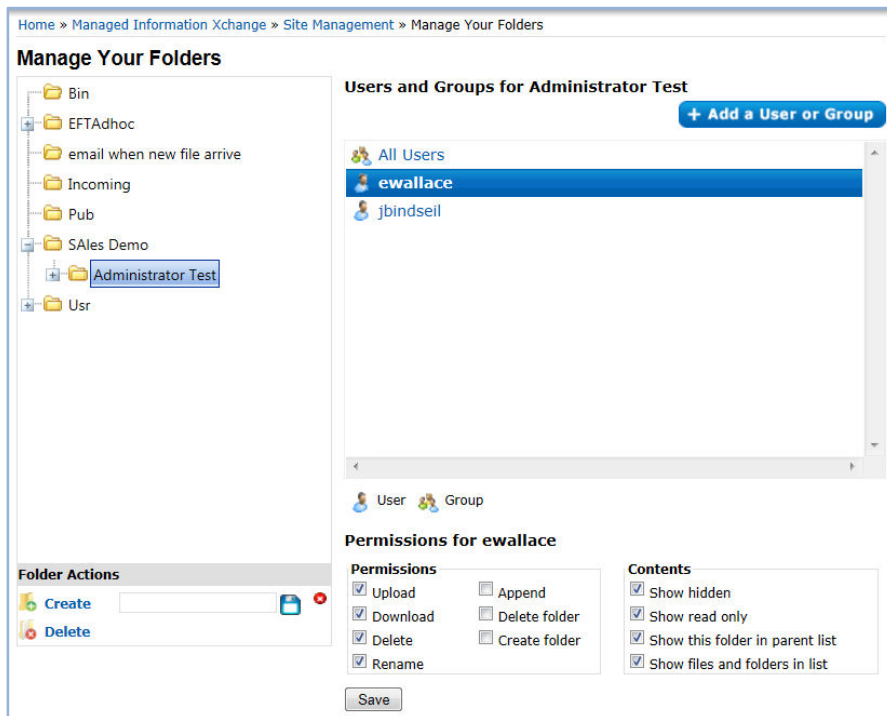 Home » Managed Information Xchange » Site Management » Manage Your Folders
Manage Your Folders
Bin
EFTAdhoc
email when new file arrive
Incoming
Pub
SAles Demo
Administrator Test
Usr
Folder Actions
Create
Delete
Users and Groups for Administrator Test
+ Add a User or Group
All Users
ewallace
jbindseil
User Group
Permissions for ewallace
Permissions
Upload Append
Download Delete folder
Delete Create folder
Rename
Contents
Show hidden
Show read only
Show this folder in parent list
Show files and folders in list
Save